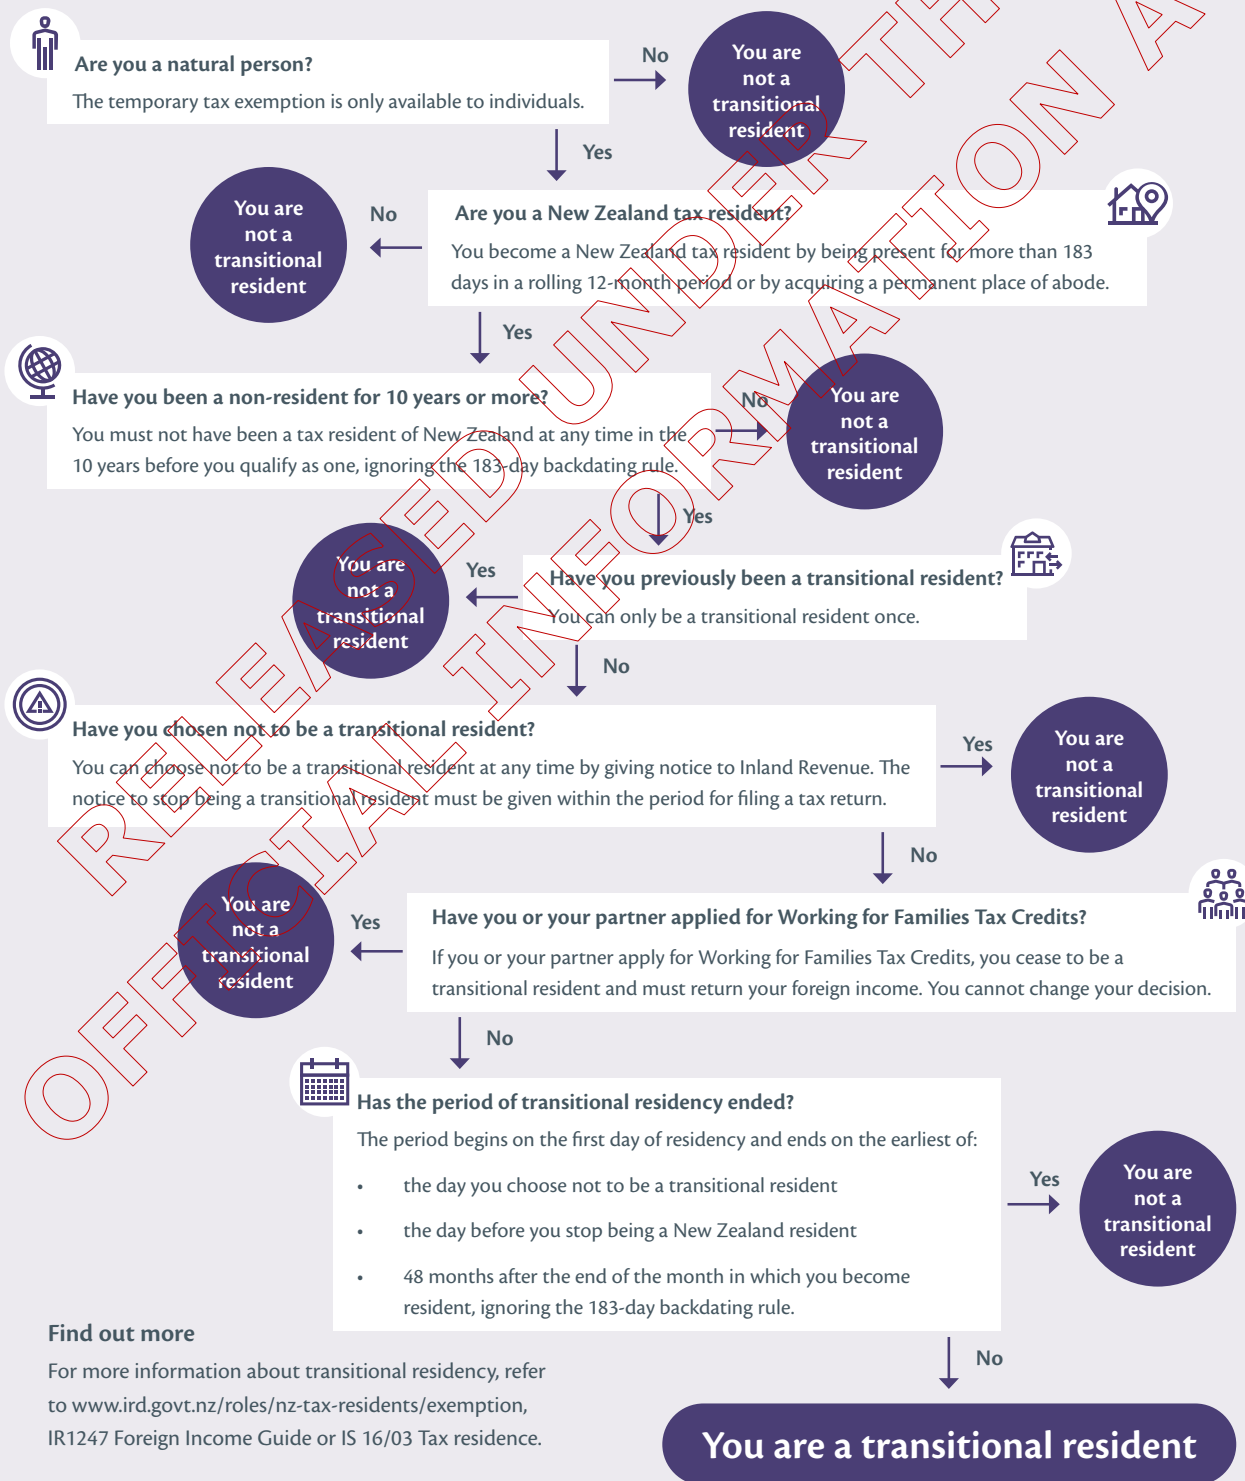 Are you a natural person?
The temporary tax exemption is only available to individuals.
No
You are
not a
transitional
resident
Yes
Are you a New Zealand tax resident?
You become a New Zealand tax resident by being present for more than 183
days in a rolling 12-month period or by acquiring a permanent place of abode.
No
You are
not a
transitional
resident
Yes
Have you been a non-resident for 10 years or more?
You must not have been a tax resident of New Zealand at any time in the
10 years before you qualify as one, ignoring the 183-day backdating rule.
No
You are
not a
transitional
resident
Yes
Have you previously been a transitional resident?
You can only be a transitional resident once.
Yes
You are
not a
transitional
resident
No
Have you chosen not to be a transitional resident?
You can choose not to be a transitional resident at any time by giving notice to Inland Revenue. The
notice to stop being a transitional resident must be given within the period for filing a tax return.
Yes
You are
not a
transitional
resident
No
Have you or your partner applied for Working for Families Tax Credits?
If you or your partner apply for Working for Families Tax Credits, you cease to be a
transitional resident and must return your foreign income. You cannot change your decision.
Yes
You are
not a
transitional
resident
No
Has the period of transitional residency ended?
The period begins on the first day of residency and ends on the earliest of:
• the day you choose not to be a transitional resident
• the day before you stop being a New Zealand resident
• 48 months after the end of the month in which you become
resident, ignoring the 183-day backdating rule.
Yes
You are
not a
transitional
resident
No
You are a transitional resident
Find out more
For more information about transitional residency, refer
to www.ird.govt.nz/roles/nz-tax-residents/exemption,
IR1247 Foreign Income Guide or IS 16/03 Tax residence.
RELEASED UNDER TH
OFFICIAL INFORMATION A